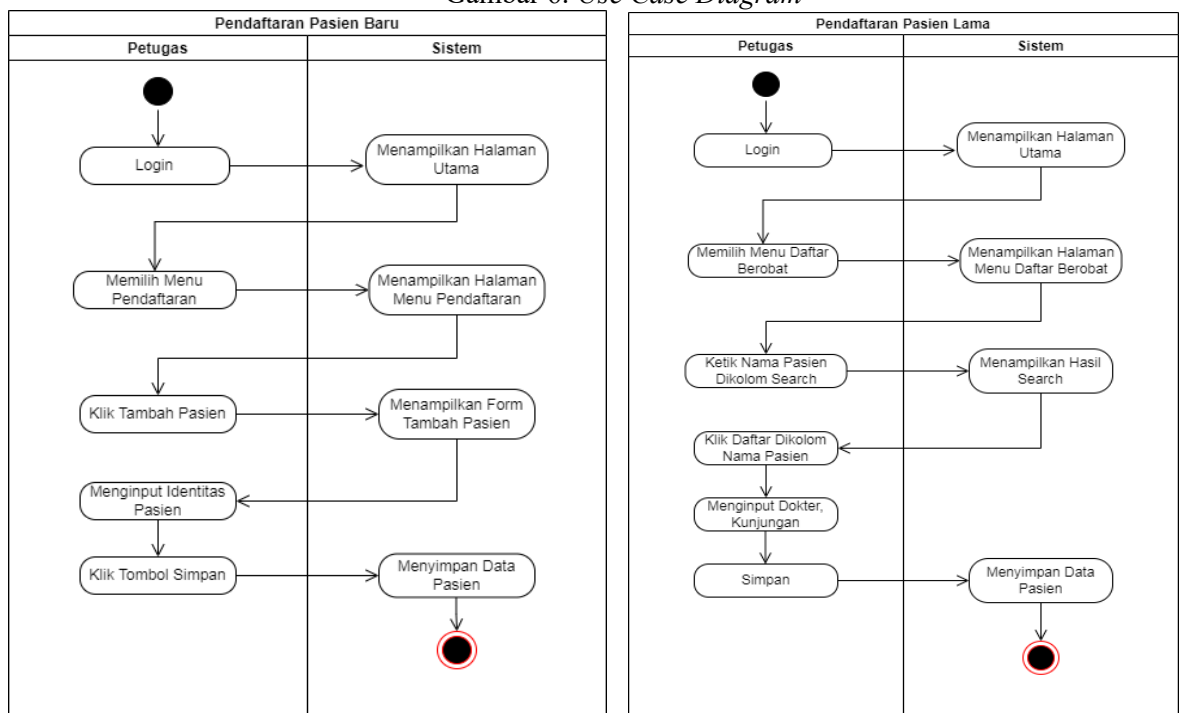 Gambar 6. Use Case Diagram
Pendaftaran Pasien Baru
Petugas
Sistem
Login
Menampilkan Halaman
Utama
Memilih Menu
Pendaftaran
Menampilkan Halaman
Menu Pendaftaran
Klik Tambah Pasien
Menampilkan Form
Tambah Pasien
Menginput Identitas
Pasien
Klik Tombol Simpan
Menyimpan Data
Pasien
Pendaftaran Pasien Lama
Petugas
Sistem
Login
Menampilkan Halaman
Utama
Memilih Menu Daftar
Berobat
Menampilkan Halaman
Menu Daftar Berobat
Ketik Nama Pasien
Dikolom Search
Menampilkan Hasil
Search
Klik Daftar Dikolom
Nama Pasien
Menginput Dokter,
Kunjungan
Simpan
Menyimpan Data
Pasien